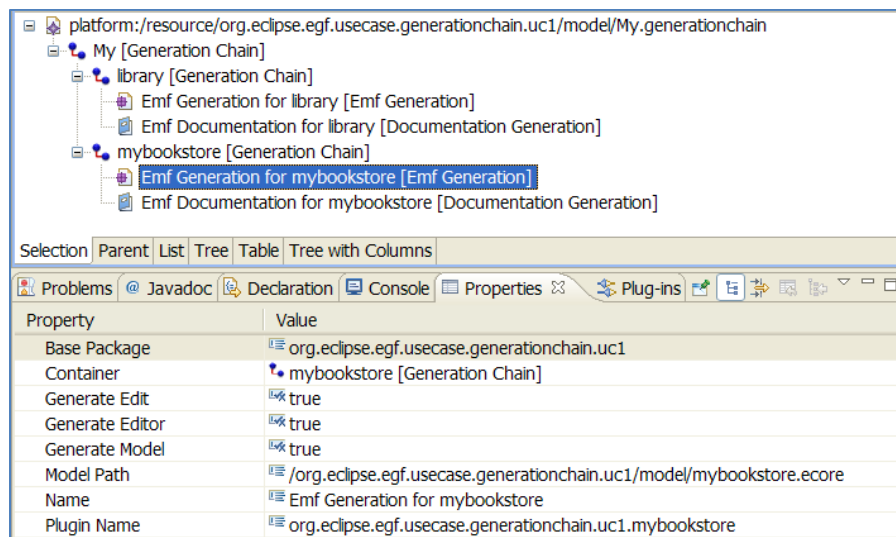 platform:/resource/org.eclipse.egf.usecase.generationchain.uc1/model/My.generationchain
My [Generation Chain]
library [Generation Chain]
Emf Generation for library [Emf Generation]
Emf Documentation for library [Documentation Generation]
mybookstore [Generation Chain]
Emf Generation for mybookstore [Emf Generation]
Emf Documentation for mybookstore [Documentation Generation]
Selection Parent List Tree Table Tree with Columns
Problems @ Javadoc Declaration Console Properties Plug-ins
Property Value
Base Package org.eclipse.egf.usecase.generationchain.uc1
Container mybookstore [Generation Chain]
Generate Edit true
Generate Editor true
Generate Model true
Model Path /org.eclipse.egf.usecase.generationchain.uc1/model/mybookstore.ecore
Name Emf Generation for mybookstore
Plugin Name org.eclipse.egf.usecase.generationchain.uc1.mybookstore